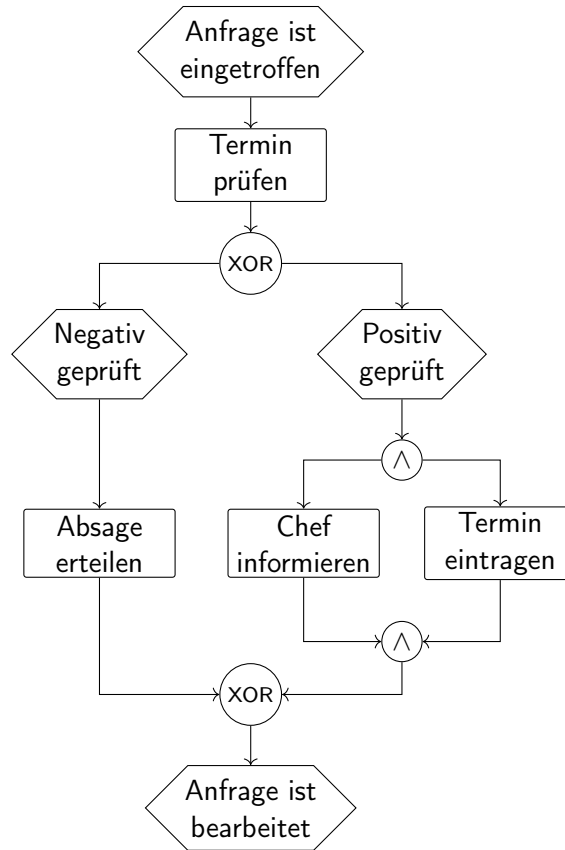 Anfrage ist
eingetroffen
Termin
prüfen
XOR
Negativ
geprüft
Positiv
geprüft
∧
Absage
erteilen
Chef
informieren
Termin
eintragen
∧
XOR
Anfrage ist
bearbeitet